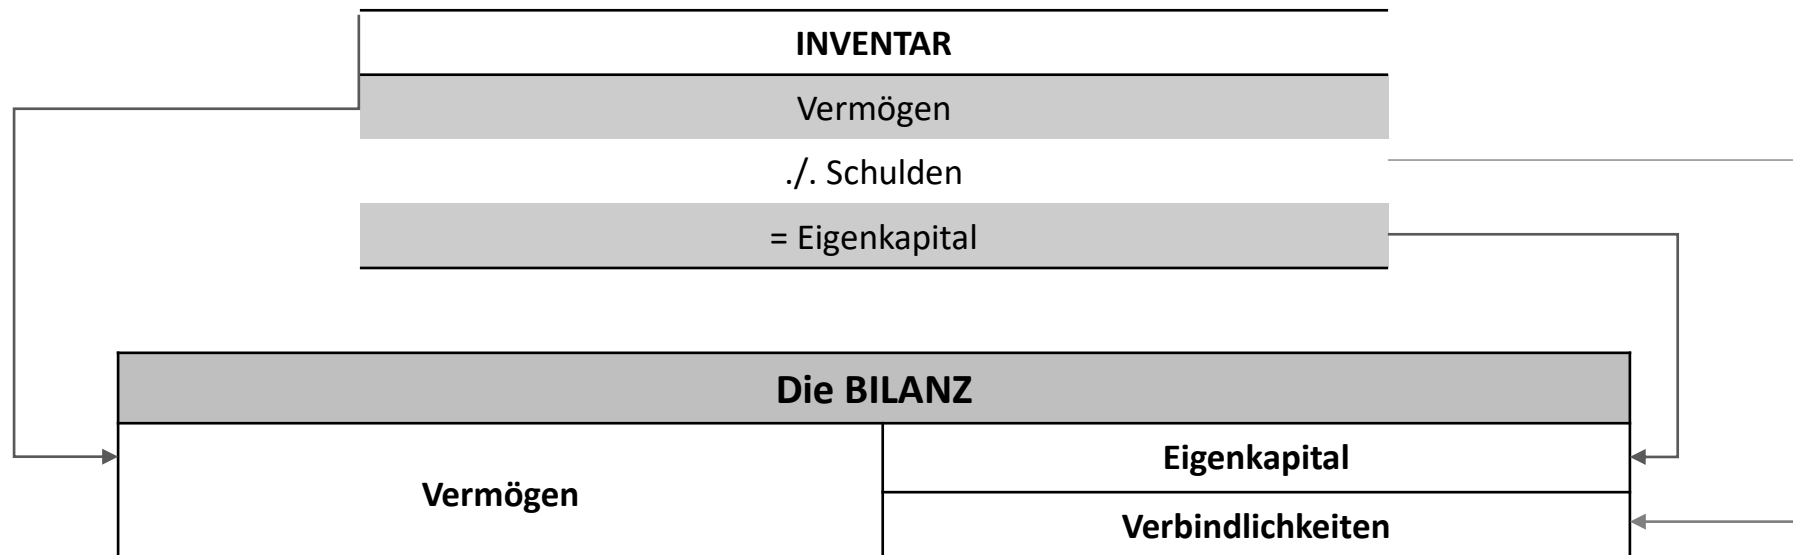 INVENTAR
Vermögen
./. Schulden
= Eigenkapital
Die BILANZ
Vermögen
Eigenkapital
Verbindlichkeiten